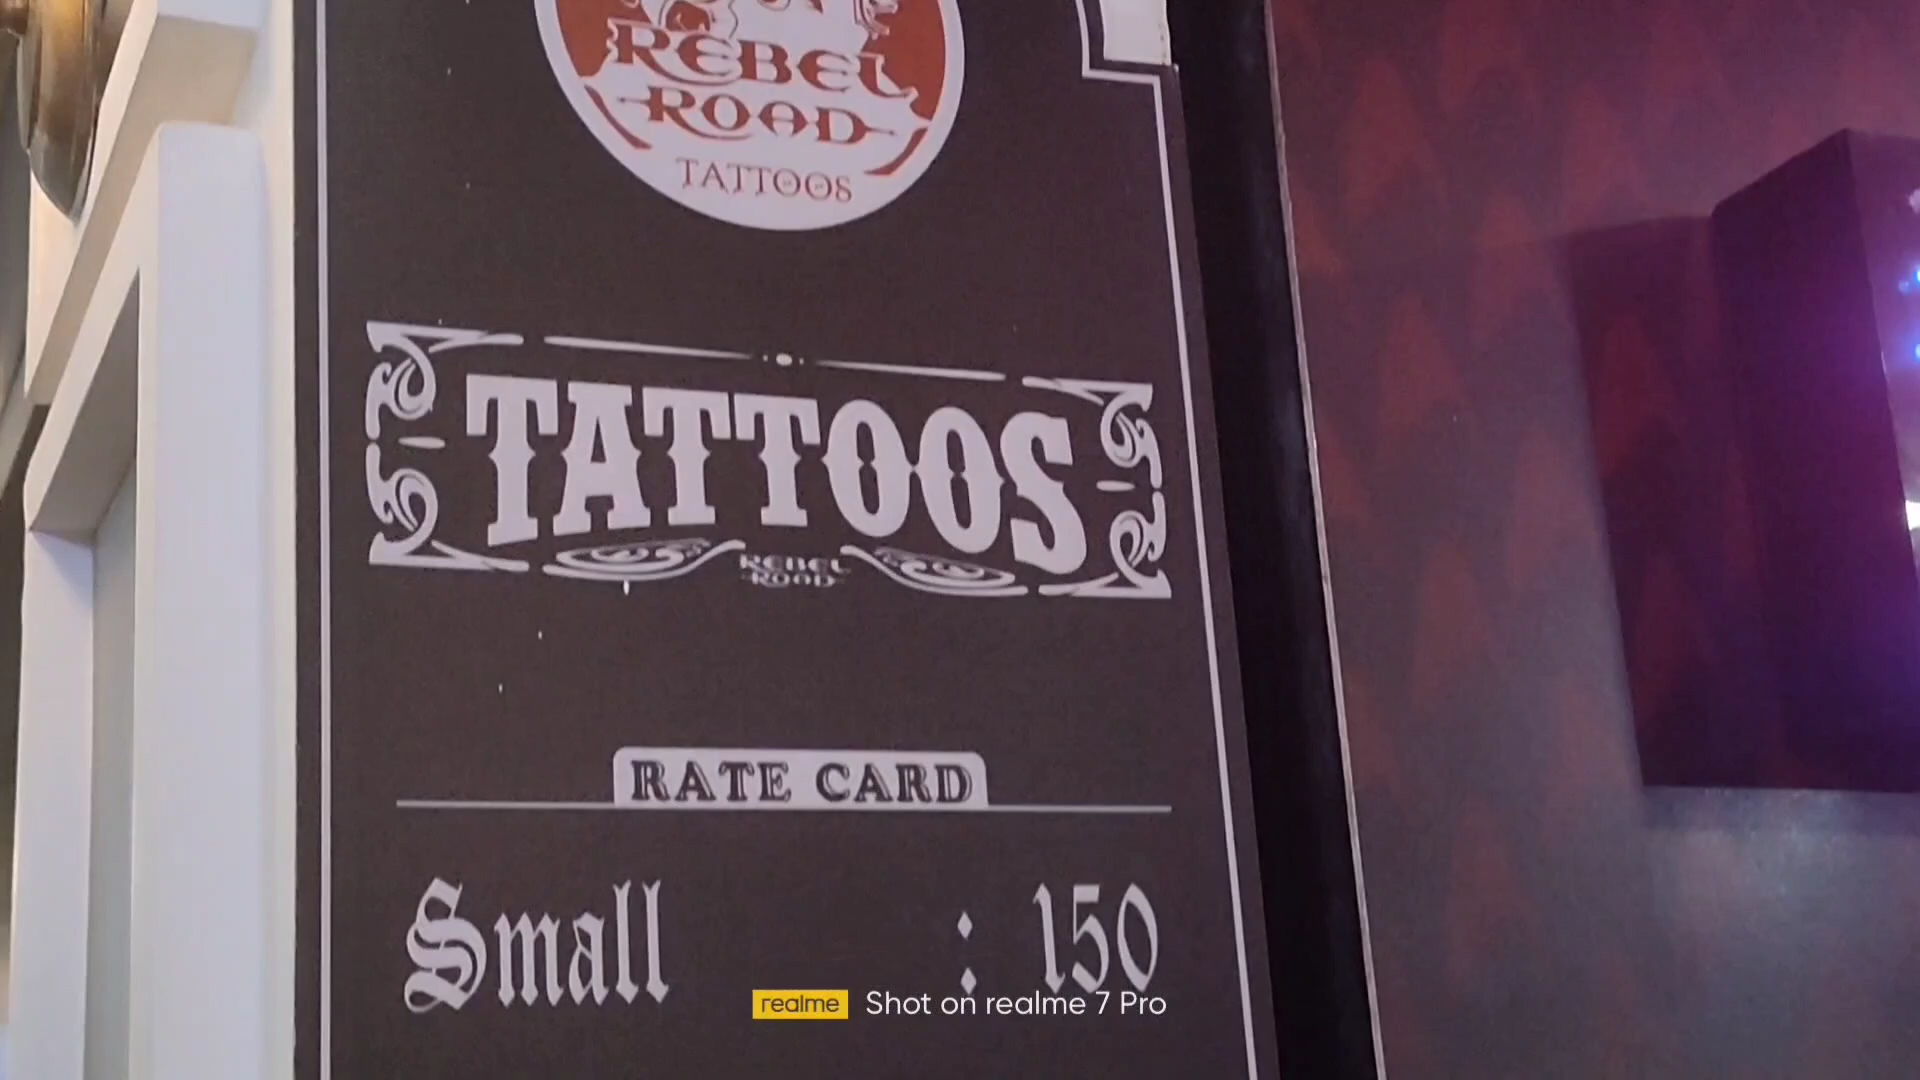 REBEL
ROAD
TATTOOS
TATTOOS
REBEL
ROAD
RATE CARD
Small : 150
realme Shot on realme 7 Pro